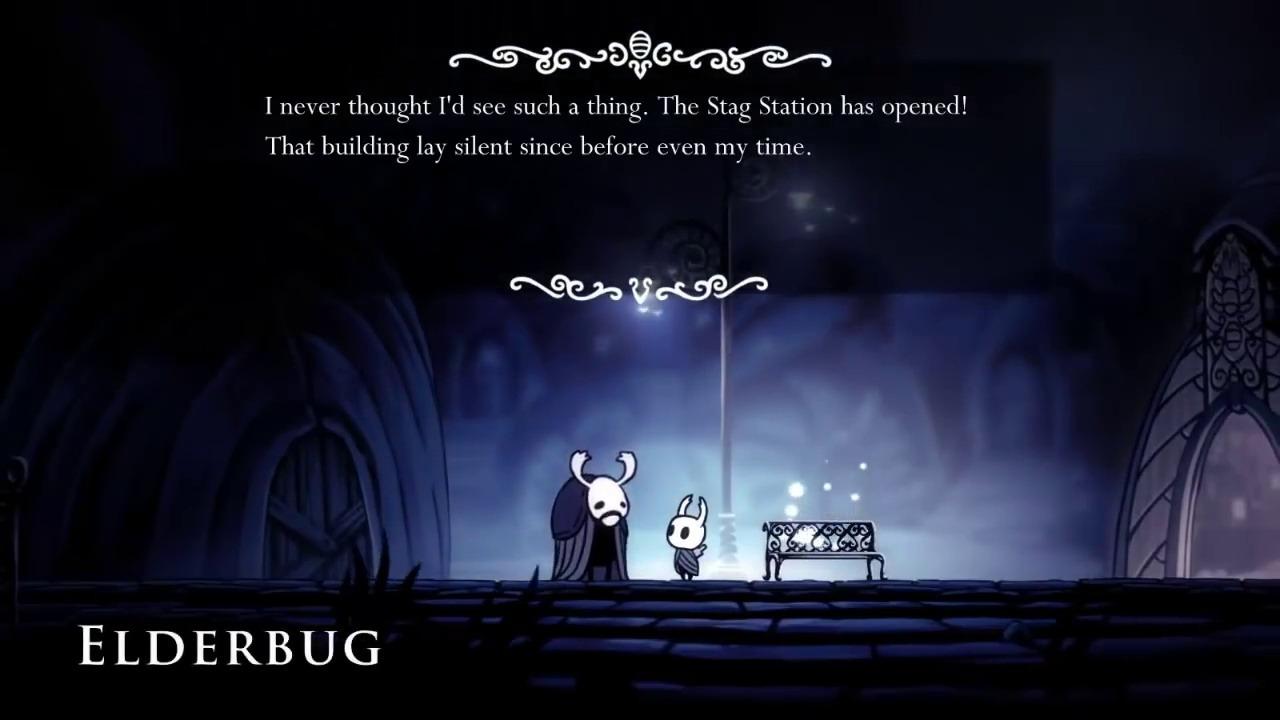 I never thought I'd see such a thing. The Stag Station has opened!
That building lay silent since before even my time.
ELDERBUG